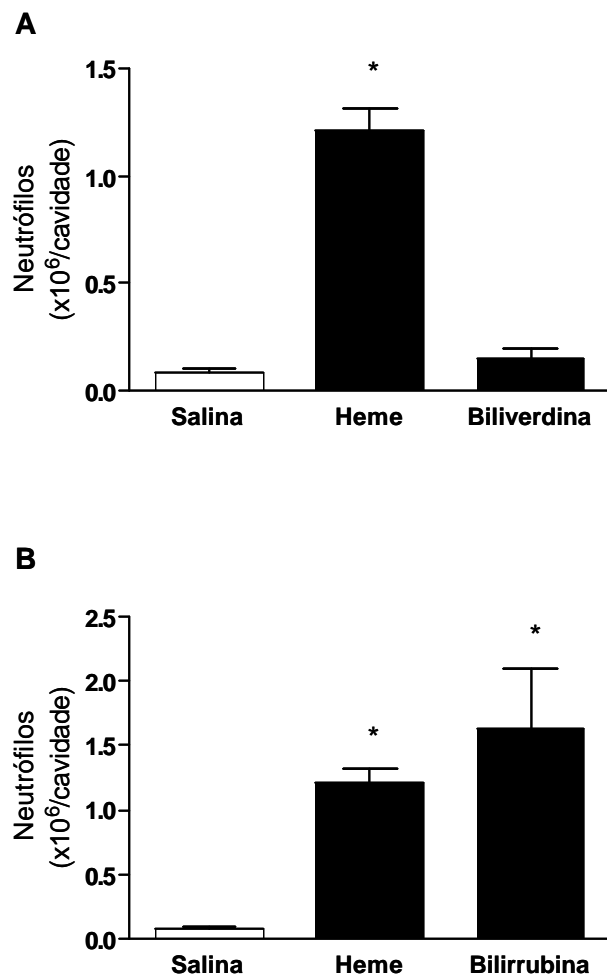 A
*
1.5
1.0
0.5
0.0
Neutrófilos
(x10⁶/cavidade)
Salina Heme Biliverdina
B
*
*
2.5
2.0
1.5
1.0
0.5
0.0
Neutrófilos
(x10⁶/cavidade)
Salina Heme Bilirrubina